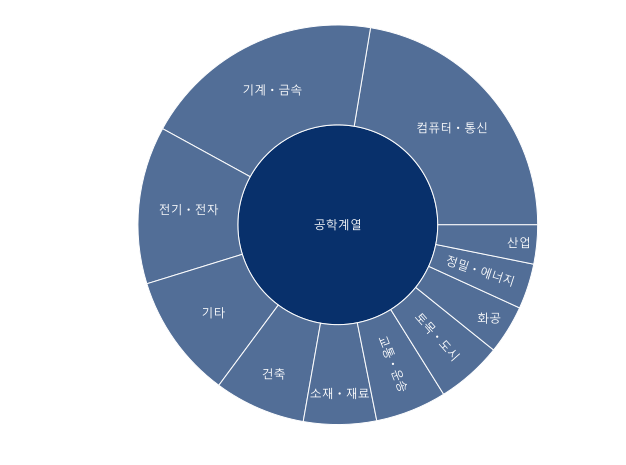 기계・금속
컴퓨터・통신
전기・전자
공학계열
산업
정밀・에너지
기타
화공
토목・도시
교통・운송
건축
소재・재료